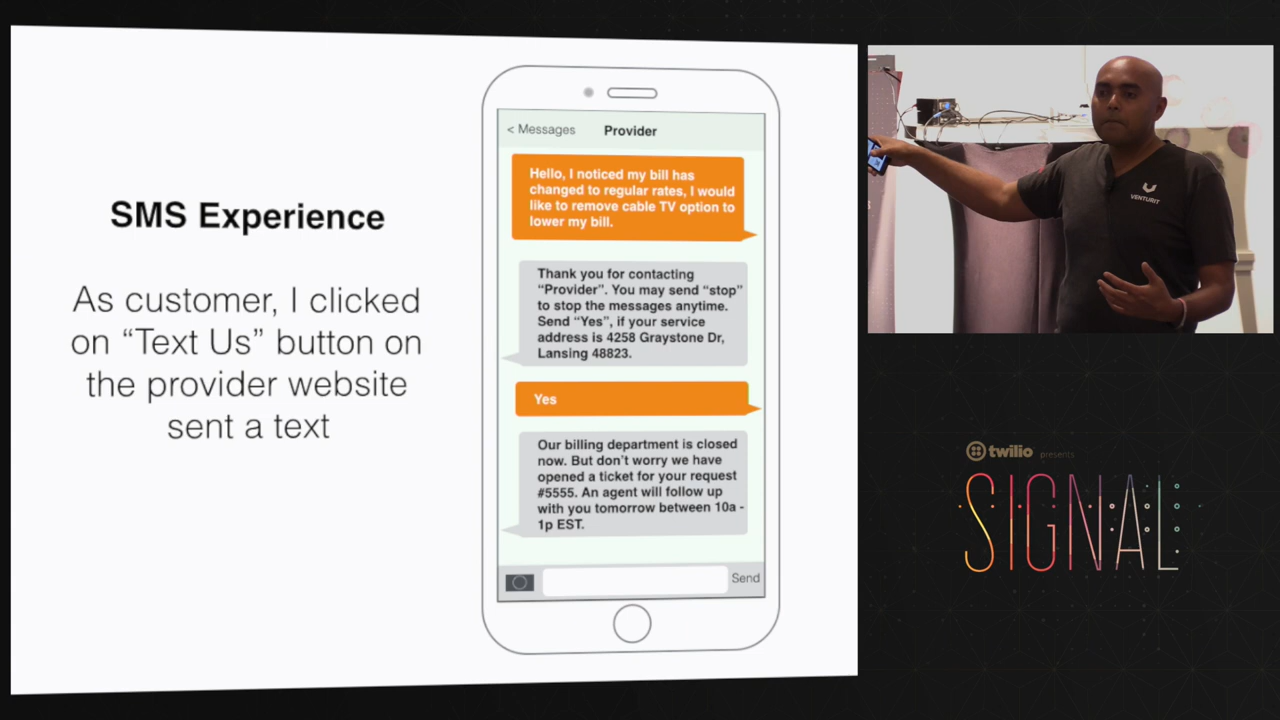 SMS Experience
As customer, I clicked
on “Text Us” button on
the provider website
sent a text
< Messages
Provider
Hello, I noticed my bill has
changed to regular rates, I would
like to remove cable TV option to
lower my bill.
Thank you for contacting
“Provider”. You may send “stop”
to stop the messages anytime.
Send “Yes”, if your service
address is 4258 Graystone Dr,
Lansing 48823.
Yes
Our billing department is closed
now. But don’t worry we have
opened a ticket for your request
#5555. An agent will follow up
with you tomorrow between 10a -
1p EST.
Send
VENTURIT
twilio presents
SIGNAL